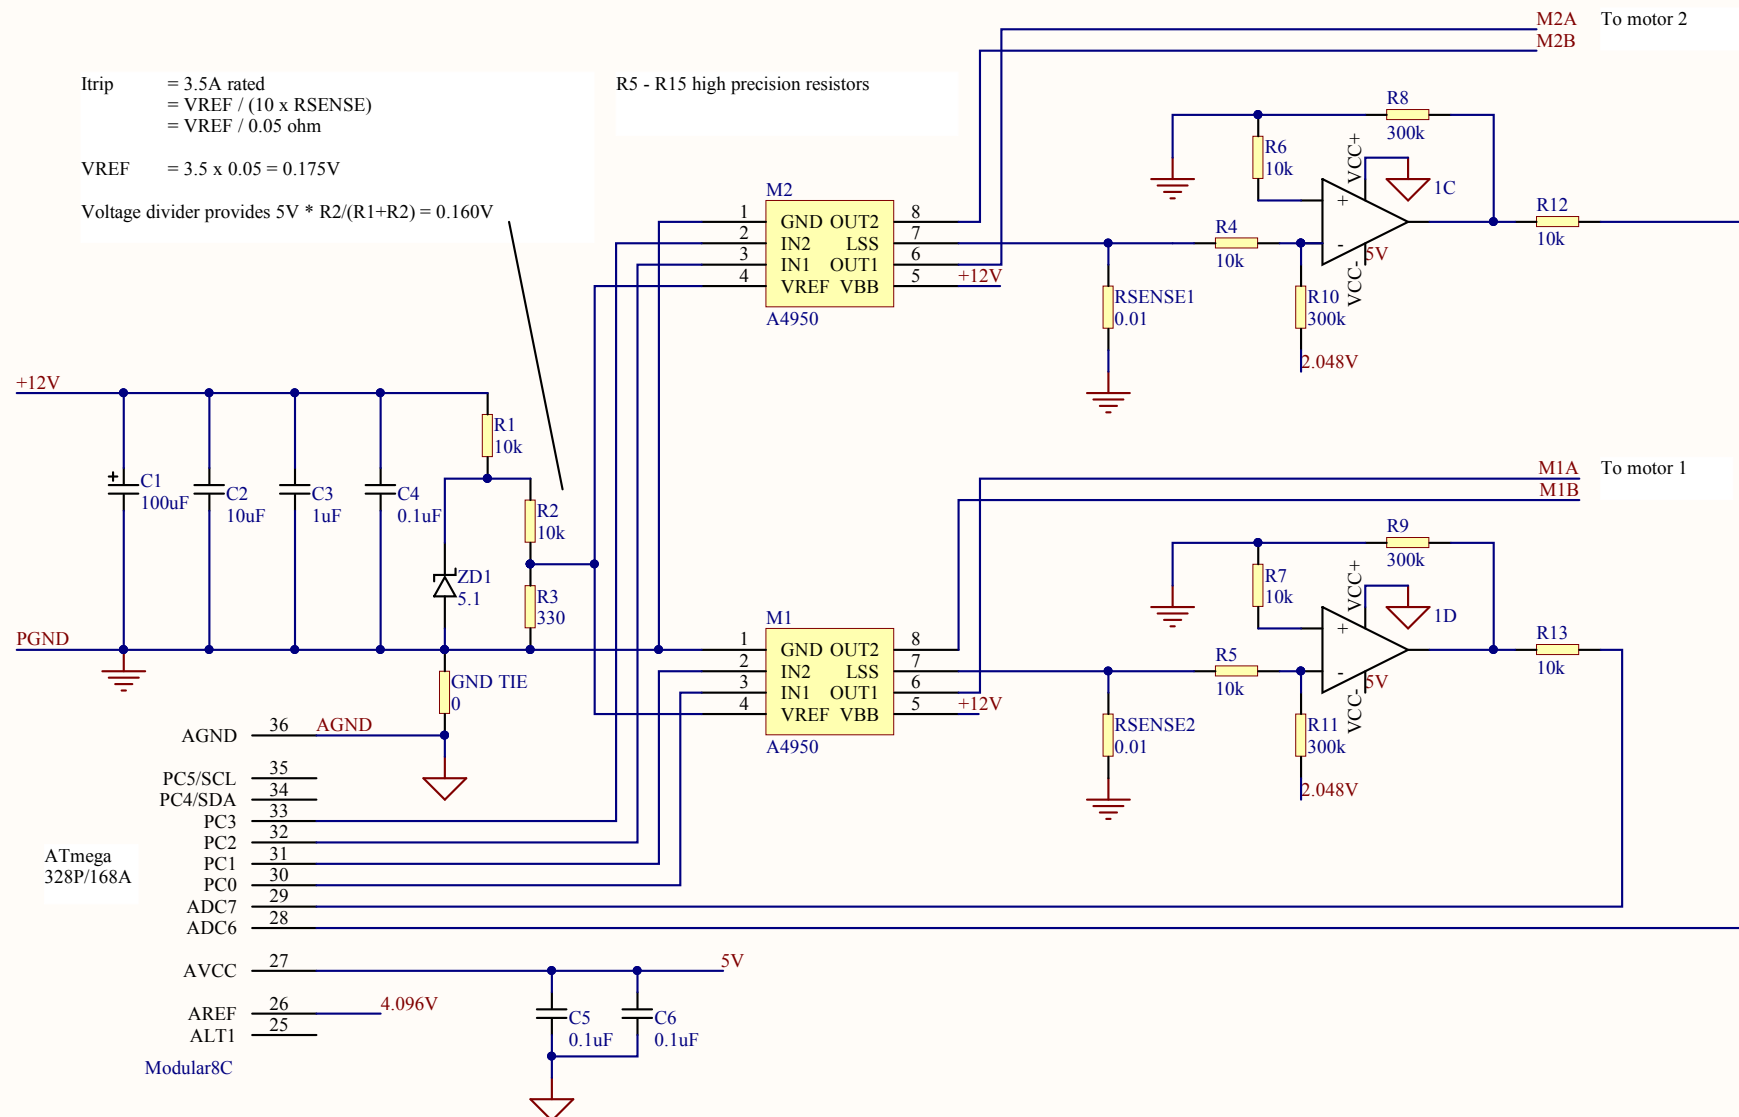 M2A To motor 2
M2B
Itrip = 3.5A rated
= VREF / (10 x RSENSE)
= VREF / 0.05 ohm
VREF = 3.5 x 0.05 = 0.175V
Voltage divider provides 5V * R2/(R1+R2) = 0.160V
R5 - R15 high precision resistors
R8
300k
R6
10k
VCC+
1C
+
-
5V
VCC-
R12
10k
M2
1 GND OUT2 8
2 IN2 LSS 7
3 IN1 OUT1 6
4 VREF VBB 5
+12V
A4950
R4
10k
RSENSE1
0.01
R10
300k
2.048V
+12V
R1
10k
+
C1
100uF
C2
10uF
C3
1uF
C4
0.1uF
R2
10k
ZD1
5.1
R3
330
PGND
GND TIE
0
M1A To motor 1
M1B
R9
300k
R7
10k
VCC+
1D
+
-
5V
VCC-
R13
10k
M1
1 GND OUT2 8
2 IN2 LSS 7
3 IN1 OUT1 6
4 VREF VBB 5
+12V
A4950
R5
10k
RSENSE2
0.01
R11
300k
2.048V
AGND 36 AGND
PC5/SCL 35
PC4/SDA 34
PC3 33
PC2 32
PC1 31
PC0 30
ADC7 29
ADC6 28
AVCC 27 5V
AREF 26 4.096V
ALT1 25
ATmega
328P/168A
Modular8C
C5
0.1uF
C6
0.1uF